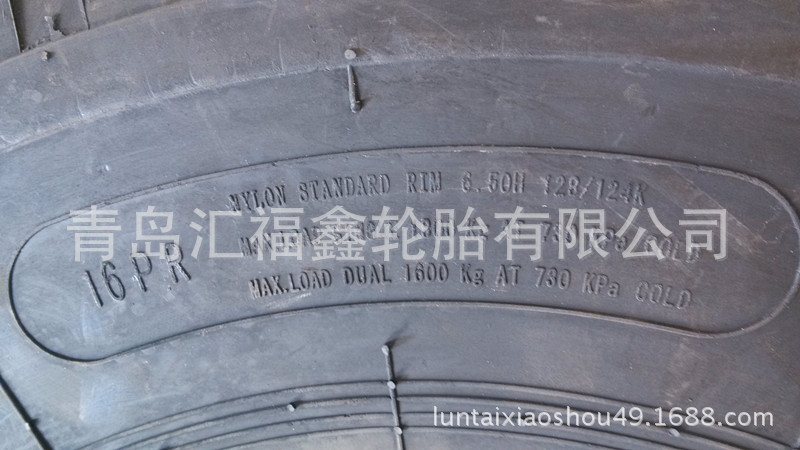 NYLON STANDARD RIM 6.50H 128/124K
青岛汇福鑫轮胎有限公司
COLD
16PR
MAX.LOAD DUAL 1600 Kg AT 730 KPa COLD
luntaixiaoshou49.1688.com